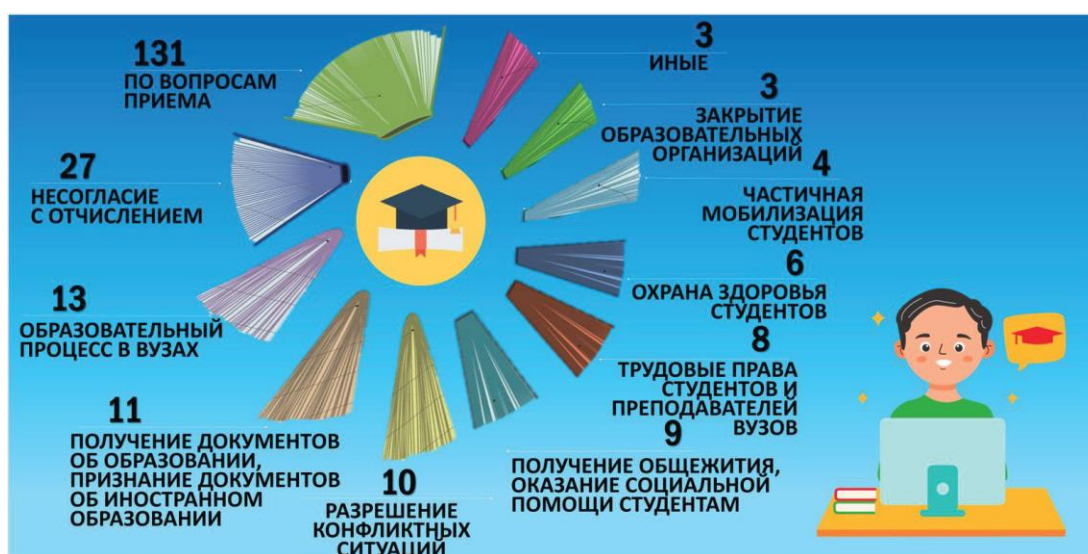 131
ПО ВОПРОСАМ
ПРИЕМА
27
НЕСОГЛАСИЕ
С ОТЧИСЛЕНИЕМ
13
ОБРАЗОВАТЕЛЬНЫЙ
ПРОЦЕСС В ВУЗАХ
11
ПОЛУЧЕНИЕ ДОКУМЕНТОВ
ОБ ОБРАЗОВАНИИ,
ПРИЗНАНИЕ ДОКУМЕНТОВ
ОБ ИНОСТРАННОМ
ОБРАЗОВАНИИ
10
РАЗРЕШЕНИЕ
КОНФЛИКТНЫХ
СИТУАЦИЙ
9
ПОЛУЧЕНИЕ ОБЩЕЖИТИЯ,
ОКАЗАНИЕ СОЦИАЛЬНОЙ
ПОМОЩИ СТУДЕНТАМ
8
ТРУДОВЫЕ ПРАВА
СТУДЕНТОВ И
ПРЕПОДАВАТЕЛЕЙ
ВУЗОВ
6
ОХРАНА ЗДОРОВЬЯ
СТУДЕНТОВ
4
ЧАСТИЧНАЯ
МОБИЛИЗАЦИЯ
СТУДЕНТОВ
3
ЗАКРЫТИЕ
ОБРАЗОВАТЕЛЬНЫХ
ОРГАНИЗАЦИЙ
3
ИНЫЕ